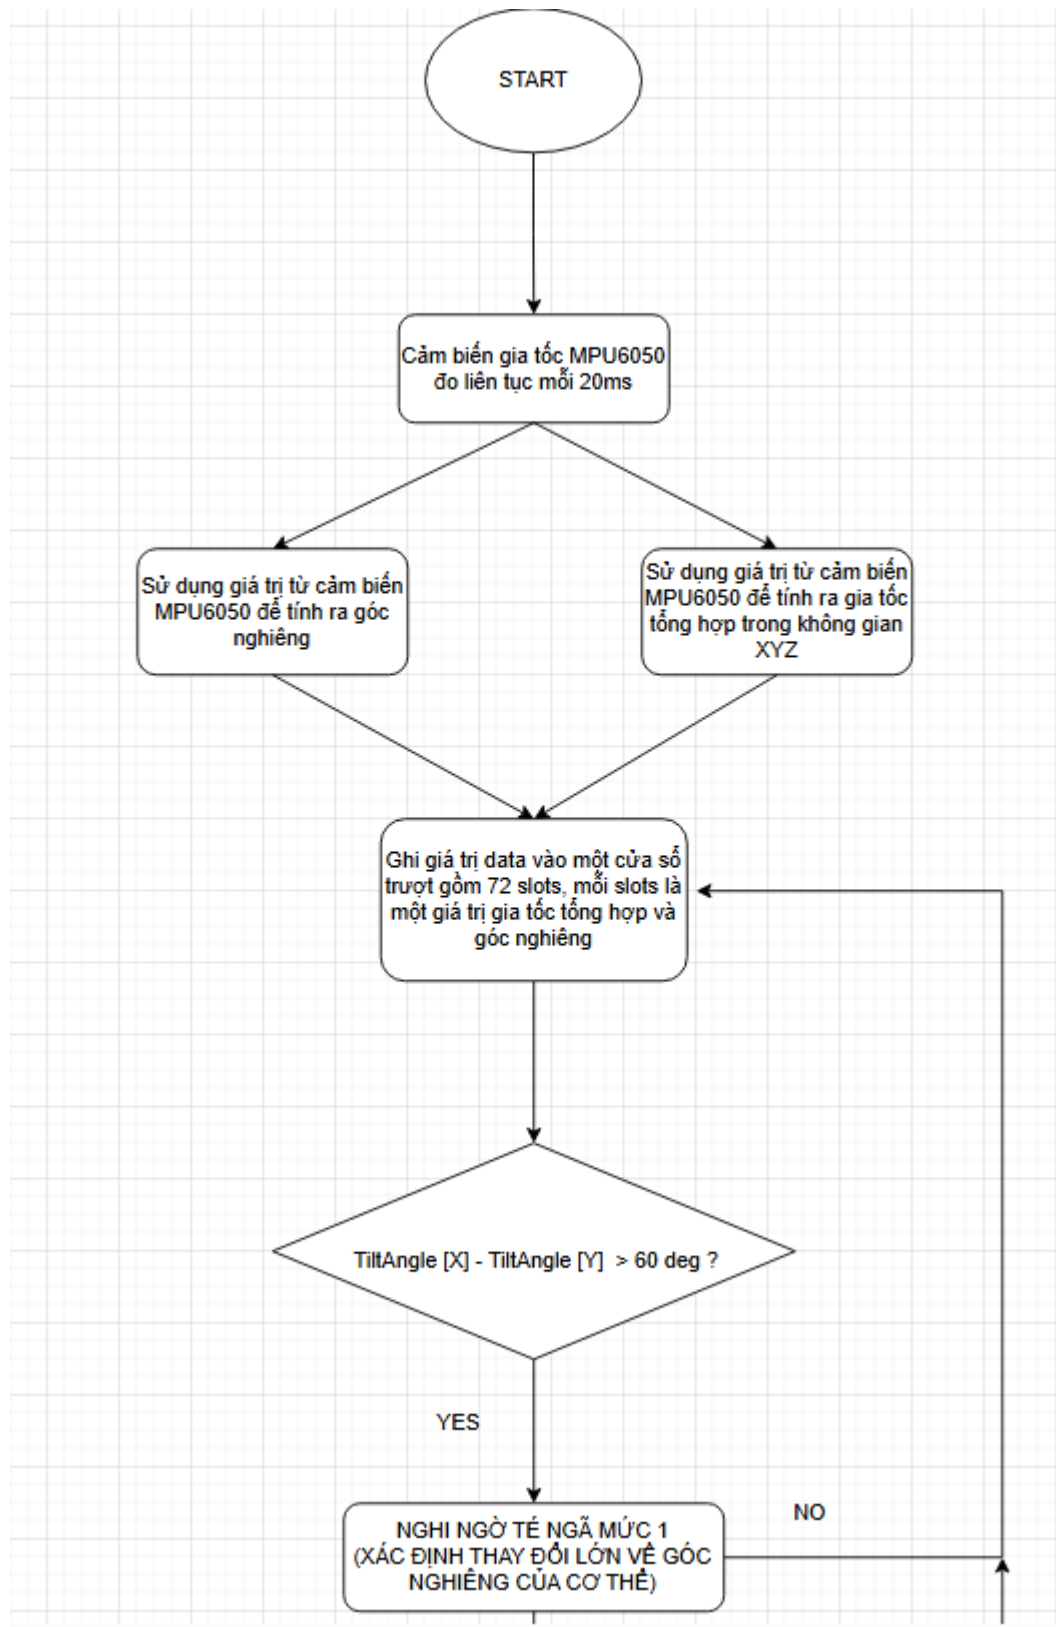 START
Cảm biến gia tốc MPU6050
đo liên tục mỗi 20ms
Sử dụng giá trị từ cảm biến
MPU6050 để tính ra góc
nghiêng
Sử dụng giá trị từ cảm biến
MPU6050 để tính ra gia tốc
tổng hợp trong không gian
XYZ
Ghi giá trị data vào một cửa sổ
trượt gồm 72 slots, mỗi slots là
một giá trị gia tốc tổng hợp và
góc nghiêng
TiltAngle [X] - TiltAngle [Y]  > 60 deg ?
YES
NO
NGHI NGỜ TÉ NGÃ MỨC 1
(XÁC ĐỊNH THAY ĐỔI LỚN VỀ GÓC
NGHIÊNG CỦA CƠ THỂ)